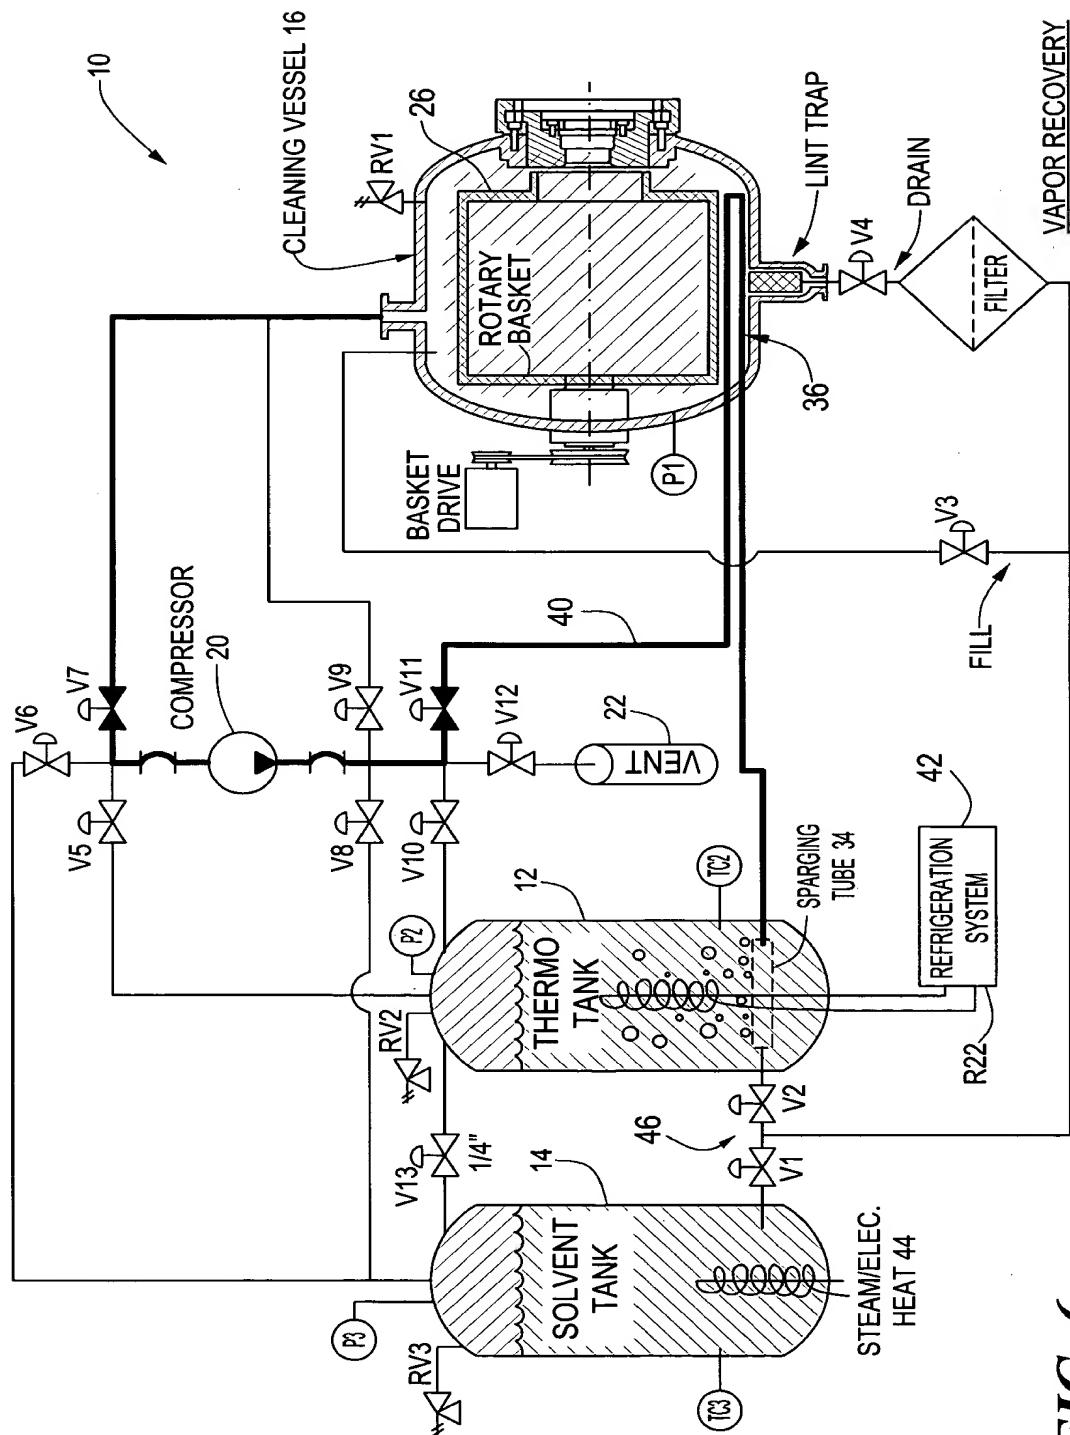 10
CLEANING VESSEL 16
26
RV1
ROTARY
BASKET
BASKET
DRIVE
P1
36
LINT TRAP
V4
DRAIN
FILTER
VAPOR RECOVERY
V3
FILL
40
V7
V6
COMPRESSOR
20
V5
V9
V8
V11
V10
V12
22
VENT
12
P2
RV2
TC2
THERMO
TANK
SPARGING
TUBE 34
42
REFRIGERATION
SYSTEM
R22
V2
46
V1
V13
1/4"
14
SOLVENT
TANK
P3
RV3
TC3
STEAM/ELEC.
HEAT 44